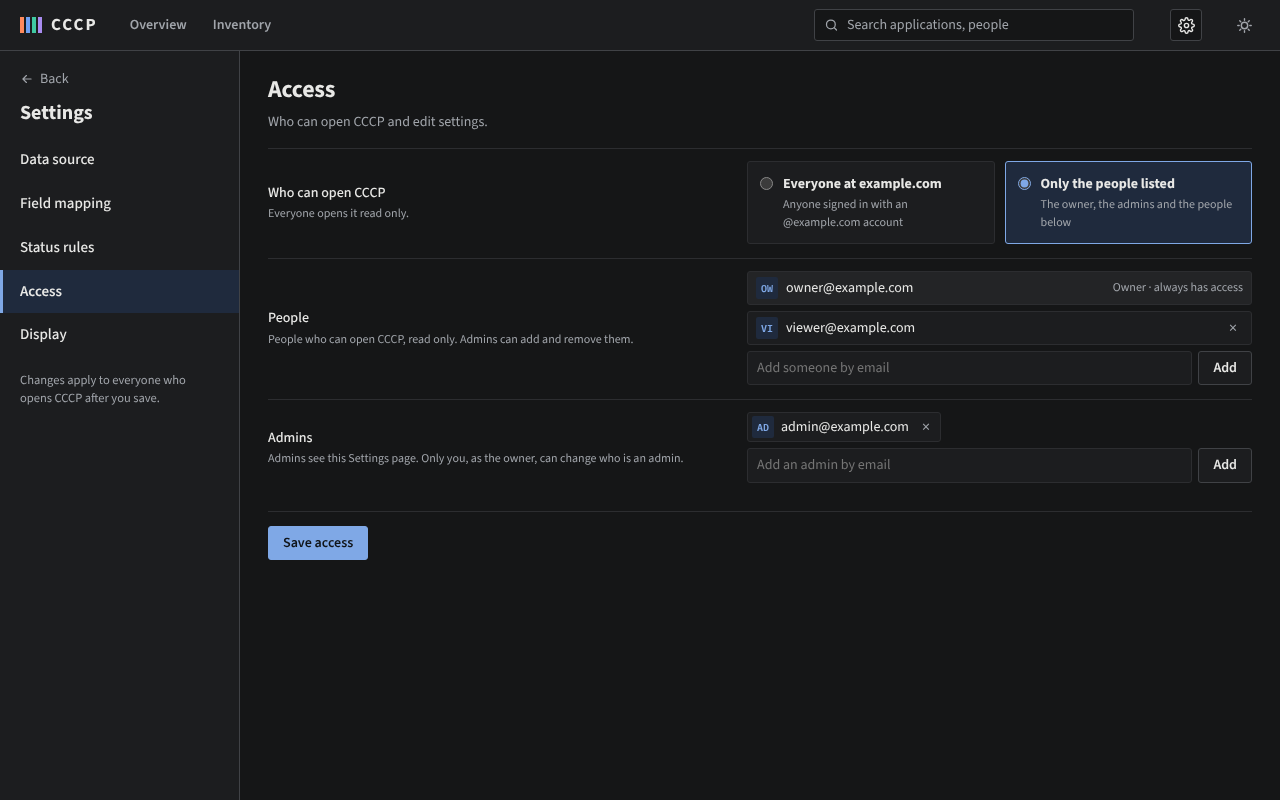 CCCP
Overview
Inventory
Search applications, people
← Back
Settings
Data source
Field mapping
Status rules
Access
Display
Changes apply to everyone who
opens CCCP after you save.
Access
Who can open CCCP and edit settings.
Who can open CCCP
Everyone opens it read only.
Everyone at example.com
Anyone signed in with an
@example.com account
Only the people listed
The owner, the admins and the people
below
People
People who can open CCCP, read only. Admins can add and remove them.
OW owner@example.com Owner · always has access
VI viewer@example.com ×
Add someone by email Add
Admins
Admins see this Settings page. Only you, as the owner, can change who is an admin.
AD admin@example.com ×
Add an admin by email Add
Save access